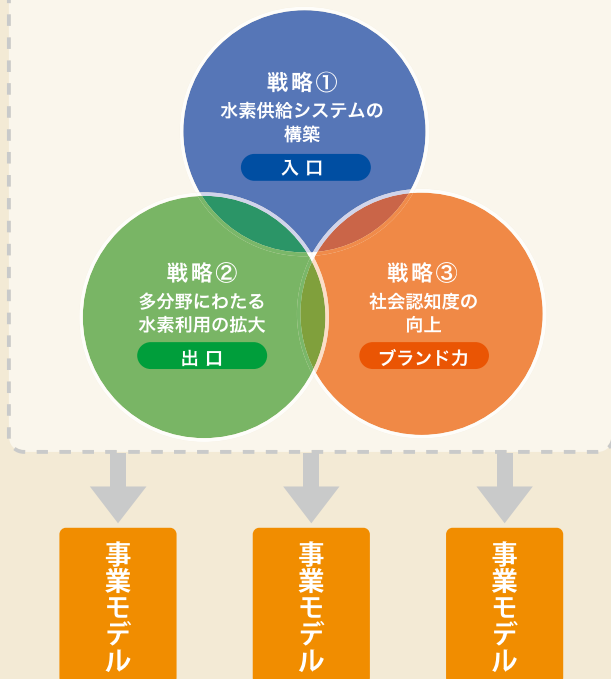 戦略①
水素供給システムの
構築
入口
戦略②
多分野にわたる
水素利用の拡大
出口
戦略③
社会認知度の
向上
ブランド力
事業モデル
事業モデル
事業モデル